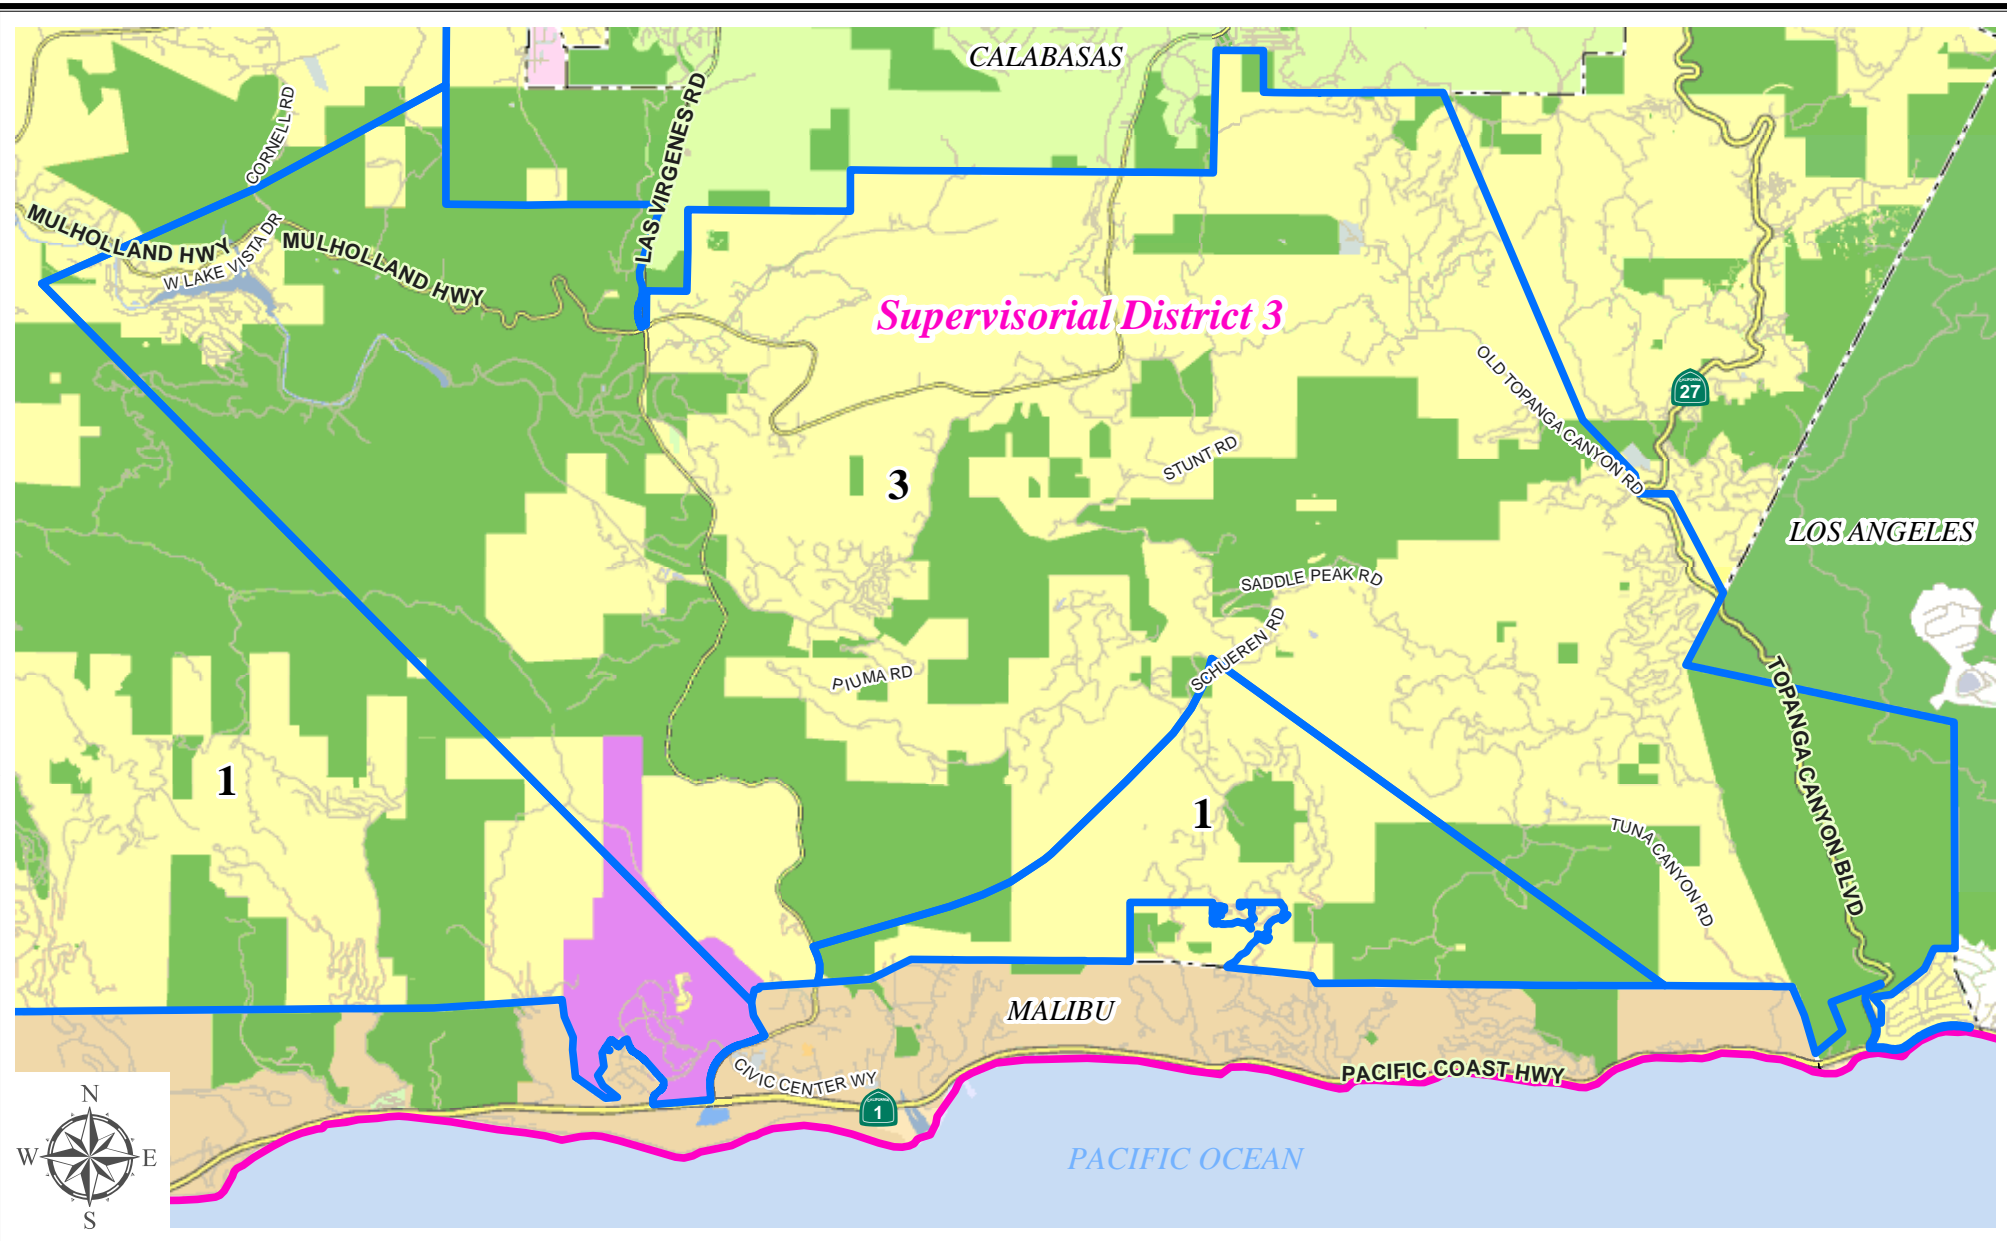 CALABASAS
CORNELL RD
LAS VIRGENES RD
MULHOLLAND HWY
W LAKE VISTA DR
MULHOLLAND HWY
Supervisorial District 3
OLD TOPANGA CANYON RD
CALIFORNIA
27
STUNT RD
3
LOS ANGELES
SADDLE PEAK RD
SCHUEREN RD
PIUMA RD
TOPANGA CANYON BLVD
1
1
TUNA CANYON RD
MALIBU
CIVIC CENTER WY
PACIFIC COAST HWY
CALIFORNIA
1
PACIFIC OCEAN
N
W
E
S